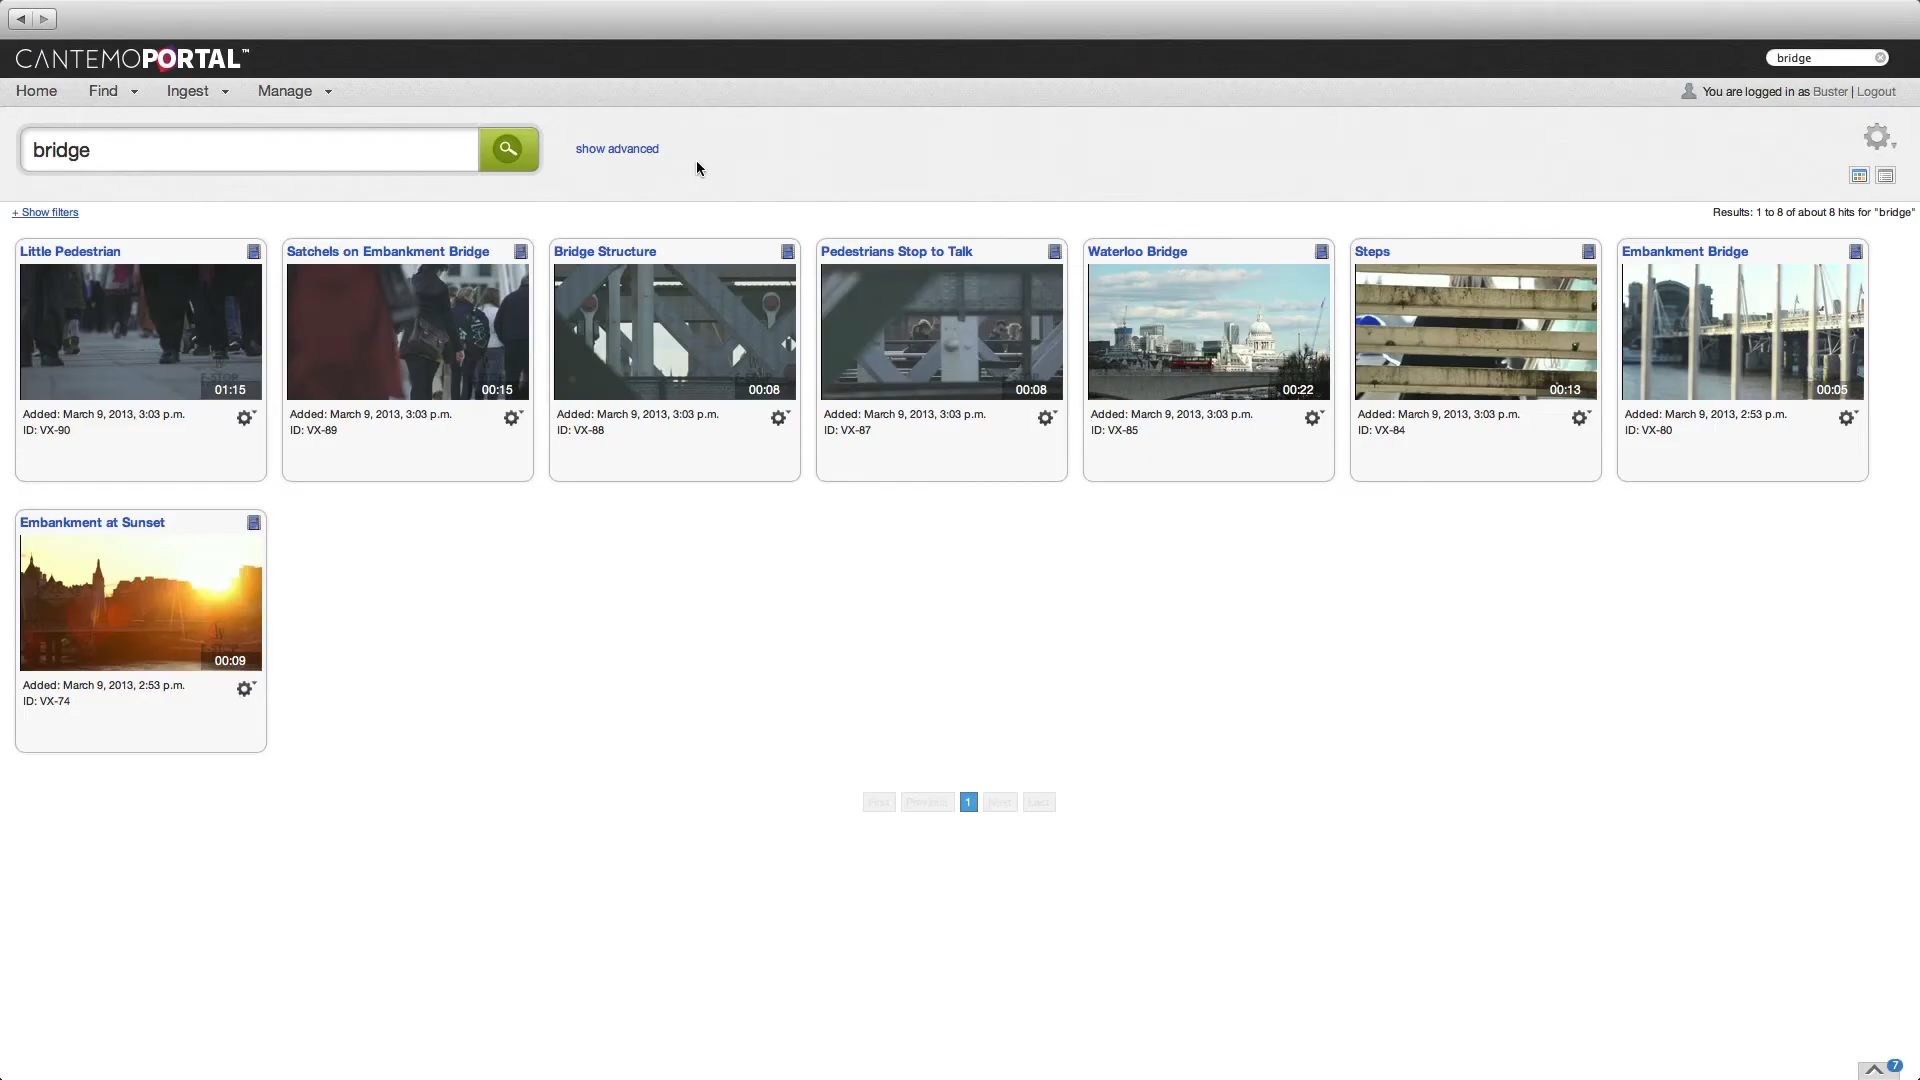 CANTEMOPORTAL™
bridge
Home Find Ingest Manage
You are logged in as Buster | Logout
bridge
show advanced
+ Show filters
Results: 1 to 8 of about 8 hits for "bridge"
Little Pedestrian
01:15
Added: March 9, 2013, 3:03 p.m.
ID: VX-90
Satchels on Embankment Bridge
00:15
Added: March 9, 2013, 3:03 p.m.
ID: VX-89
Bridge Structure
00:08
Added: March 9, 2013, 3:03 p.m.
ID: VX-88
Pedestrians Stop to Talk
00:08
Added: March 9, 2013, 3:03 p.m.
ID: VX-87
Waterloo Bridge
00:22
Added: March 9, 2013, 3:03 p.m.
ID: VX-85
Steps
00:13
Added: March 9, 2013, 3:03 p.m.
ID: VX-84
Embankment Bridge
00:05
Added: March 9, 2013, 2:53 p.m.
ID: VX-80
Embankment at Sunset
00:09
Added: March 9, 2013, 2:53 p.m.
ID: VX-74
First Previous 1 Next Last
7